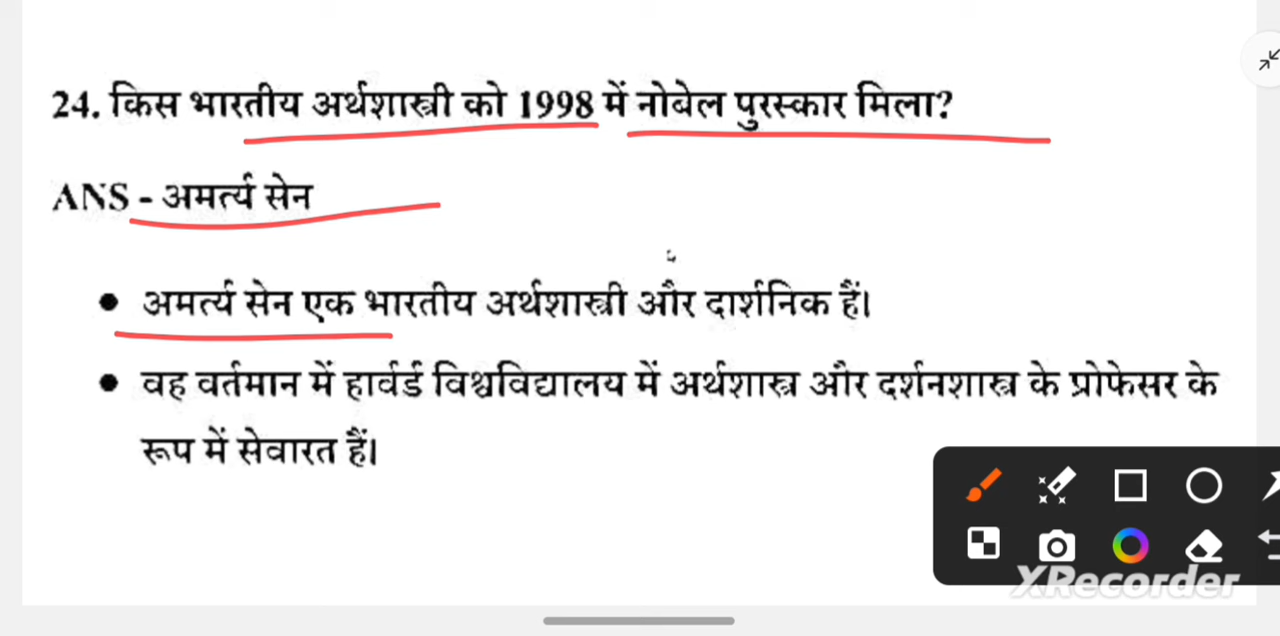 24. किस भारतीय अर्थशास्त्री को 1998 में नोबेल पुरस्कार मिला?
ANS - अमर्त्य सेन
● अमर्त्य सेन एक भारतीय अर्थशास्त्री और दार्शनिक हैं।
● वह वर्तमान में हार्वर्ड विश्वविद्यालय में अर्थशास्त्र और दर्शनशास्त्र के प्रोफेसर के
रूप में सेवारत हैं।
XRecorder